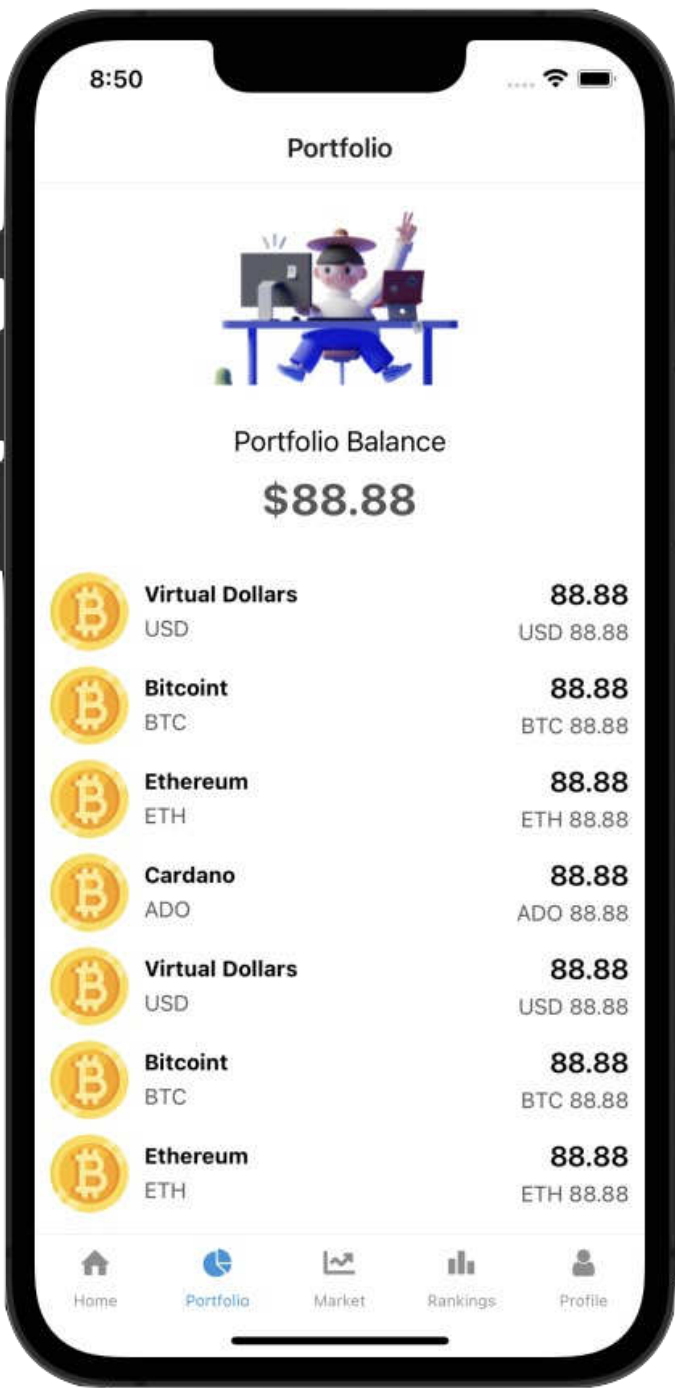 8:50
Portfolio
Portfolio Balance
$88.88
Virtual Dollars 88.88
USD USD 88.88
Bitcoint 88.88
BTC BTC 88.88
Ethereum 88.88
ETH ETH 88.88
Cardano 88.88
ADO ADO 88.88
Virtual Dollars 88.88
USD USD 88.88
Bitcoint 88.88
BTC BTC 88.88
Ethereum 88.88
ETH ETH 88.88
Home Portfolio Market Rankings Profile